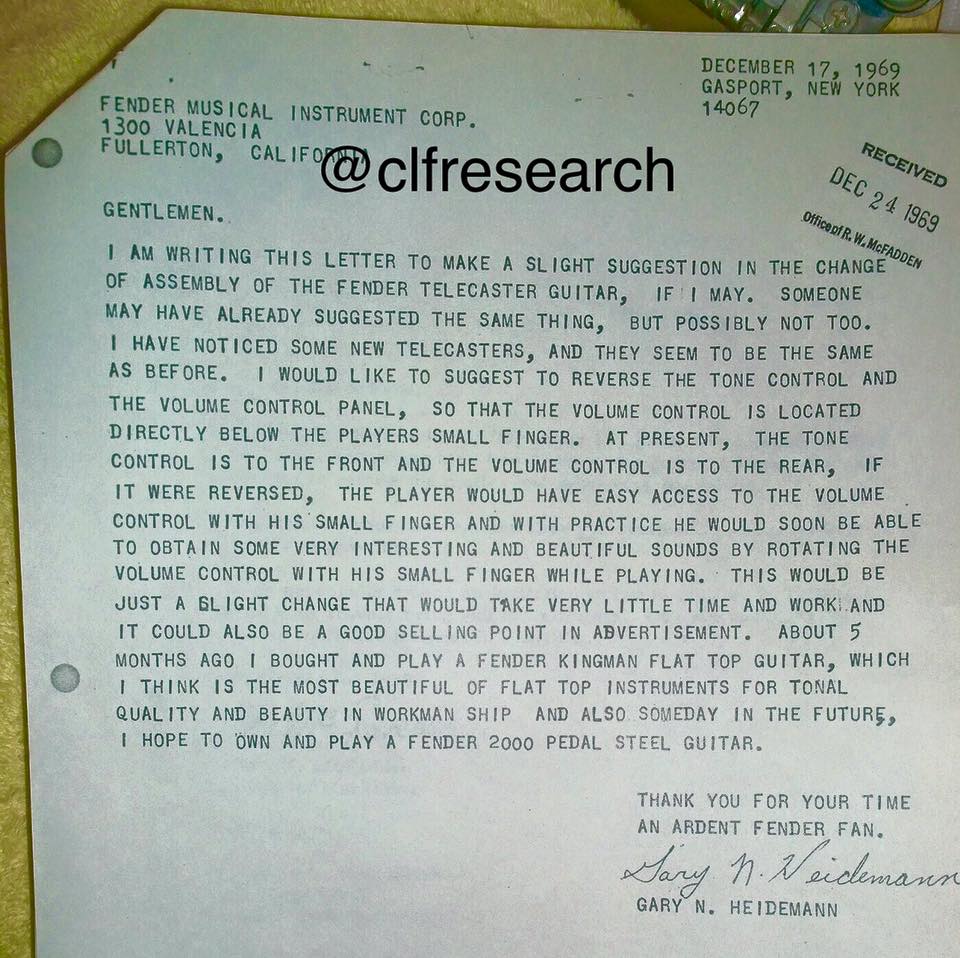 DECEMBER 17, 1969
GASPORT, NEW YORK
14067
FENDER MUSICAL INSTRUMENT CORP.
1300 VALENCIA
FULLERTON, CALIFORNIA
@clfresearch
RECEIVED
DEC 24 1969
Office of R. W. McFADDEN
GENTLEMEN.
I AM WRITING THIS LETTER TO MAKE A SLIGHT SUGGESTION IN THE CHANGE
OF ASSEMBLY OF THE FENDER TELECASTER GUITAR, IF I MAY. SOMEONE
MAY HAVE ALREADY SUGGESTED THE SAME THING, BUT POSSIBLY NOT TOO.
I HAVE NOTICED SOME NEW TELECASTERS, AND THEY SEEM TO BE THE SAME
AS BEFORE. I WOULD LIKE TO SUGGEST TO REVERSE THE TONE CONTROL AND
THE VOLUME CONTROL PANEL, SO THAT THE VOLUME CONTROL IS LOCATED
DIRECTLY BELOW THE PLAYERS SMALL FINGER. AT PRESENT, THE TONE
CONTROL IS TO THE FRONT AND THE VOLUME CONTROL IS TO THE REAR, IF
IT WERE REVERSED, THE PLAYER WOULD HAVE EASY ACCESS TO THE VOLUME
CONTROL WITH HIS SMALL FINGER AND WITH PRACTICE HE WOULD SOON BE ABLE
TO OBTAIN SOME VERY INTERESTING AND BEAUTIFUL SOUNDS BY ROTATING THE
VOLUME CONTROL WITH HIS SMALL FINGER WHILE PLAYING. THIS WOULD BE
JUST A SLIGHT CHANGE THAT WOULD TAKE VERY LITTLE TIME AND WORK AND
IT COULD ALSO BE A GOOD SELLING POINT IN ADVERTISEMENT. ABOUT 5
MONTHS AGO I BOUGHT AND PLAY A FENDER KINGMAN FLAT TOP GUITAR, WHICH
I THINK IS THE MOST BEAUTIFUL OF FLAT TOP INSTRUMENTS FOR TONAL
QUALITY AND BEAUTY IN WORKMAN SHIP AND ALSO SOMEDAY IN THE FUTURE,
I HOPE TO OWN AND PLAY A FENDER 2000 PEDAL STEEL GUITAR.
THANK YOU FOR YOUR TIME
AN ARDENT FENDER FAN.
Gary N. Heidemann
GARY N. HEIDEMANN